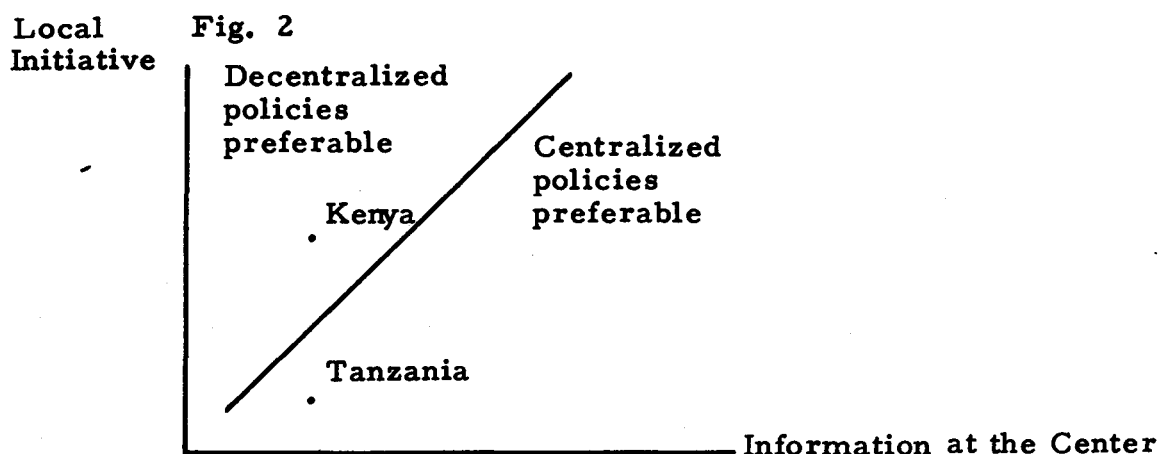 Local
Initiative
Fig. 2
Decentralized
policies
preferable
Centralized
policies
preferable
Kenya
Tanzania
Information at the Center